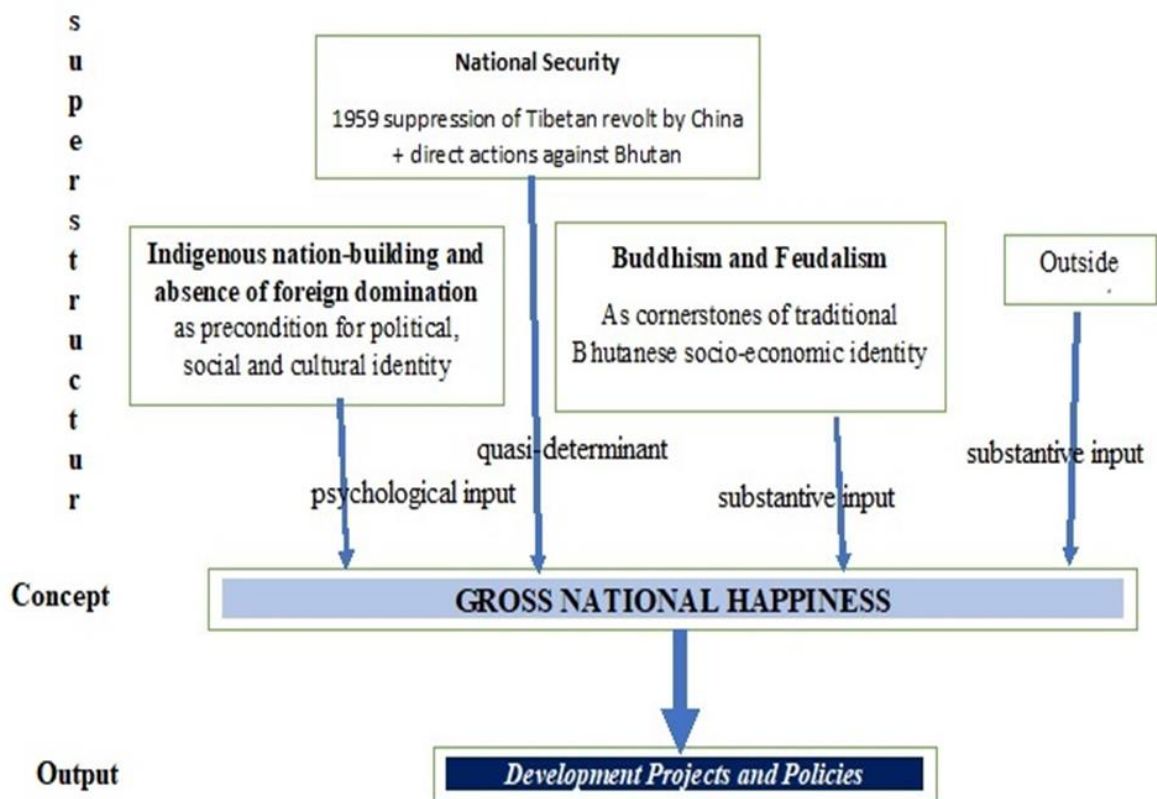 s
u
p
e
r
s
t
r
u
c
t
u
r
National Security
1959 suppression of Tibetan revolt by China
+ direct actions against Bhutan
Indigenous nation-building and
absence of foreign domination
as precondition for political,
social and cultural identity
Buddhism and Feudalism
As cornerstones of traditional
Bhutanese socio-economic identity
Outside
quasi-determinant
substantive input
psychological input
substantive input
Concept
GROSS NATIONAL HAPPINESS
Output
Development Projects and Policies